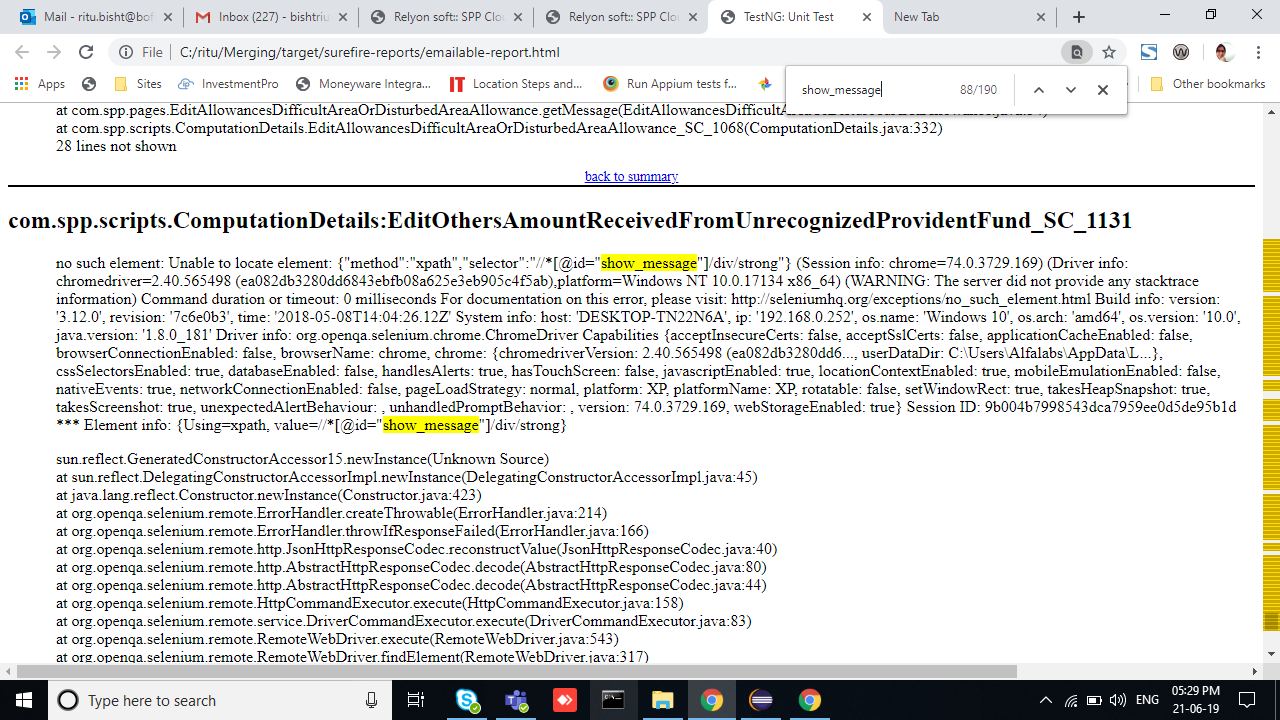 Mail - ritu.bisht@bof
Inbox (227) - bishtriu
Relyon soft:: SPP Clou
Relyon soft:: SPP Clou
TestNG: Unit Test
New Tab
File
C:/ritu/Merging/target/surefire-reports/emailable-report.html
Apps
Sites
InvestmentPro
Moneyware Integra...
Location Steps and...
Run Appium tests f...
Other bookmarks
show_message
88/190
at com.spp.pages.EditAllowancesDifficultAreaOrDisturbedAreaAllowance.getMessage(EditAllowancesD
at com.spp.scripts.ComputationDetails.EditAllowancesDifficultAreaOrDisturbedAreaAllowance_SC_1068(ComputationDetails.java:332)
28 lines not shown
back to summary
com.spp.scripts.ComputationDetails:EditOthersAmountReceivedFromUnrecognizedProvidentFund_SC_1131
no such element: Unable to locate element: {"method":"xpath","selector":"//*[@id="show_message"]/div/strong"} (Session info: chrome=74.0.3729.169) (Driver info:
chromedriver=2.40.565498 (ea082db3280dd6843ebfb08a625e3eb905c4f5ab),platform=Windows NT 10.0.17134 x86_64) (WARNING: The server did not provide any stacktrace
information) Command duration or timeout: 0 milliseconds For documentation on this error, please visit: http://seleniumhq.org/exceptions/no_such_element.html Build info: version:
'3.12.0', revision: '7c6e0b3', time: '2018-05-08T14:04:26.12Z' System info: host: 'DESKTOP-TN22N6A', ip: '192.168.0.252', os.name: 'Windows 10', os.arch: 'amd64', os.version: '10.0',
java.version: '1.8.0_181' Driver info: org.openqa.selenium.chrome.ChromeDriver Capabilities {acceptInsecureCerts: false, acceptSslCerts: false, applicationCacheEnabled: false,
browserConnectionEnabled: false, browserName: chrome, chrome: {chromedriverVersion: 2.40.565498 (ea082db3280dd6..., userDataDir: C:\Users\Alfalabs\AppData\L...},
cssSelectorsEnabled: true, databaseEnabled: false, handlesAlerts: true, hasTouchScreen: false, javascriptEnabled: true, locationContextEnabled: true, mobileEmulationEnabled: false,
nativeEvents: true, networkConnectionEnabled: false, pageLoadStrategy: normal, platform: XP, platformName: XP, rotatable: false, setWindowRect: true, takesHeapSnapshot: true,
takesScreenshot: true, unexpectedAlertBehaviour: , unhandledPromptBehavior: , version: 74.0.3729.169, webStorageEnabled: true} Session ID: 9b004b7998543dca7959ee0d5de95b1d
*** Element info: {Using=xpath, value=//*[@id="show_message"]/div/strong}
sun.reflect.GeneratedConstructorAccessor15.newInstance(Unknown Source)
at sun.reflect.DelegatingConstructorAccessorImpl.newInstance(DelegatingConstructorAccessorImpl.java:45)
at java.lang.reflect.Constructor.newInstance(Constructor.java:423)
at org.openqa.selenium.remote.ErrorHandler.createThrowable(ErrorHandler.java:214)
at org.openqa.selenium.remote.ErrorHandler.throwIfResponseFailed(ErrorHandler.java:166)
at org.openqa.selenium.remote.http.JsonHttpResponseCodec.reconstructValue(JsonHttpResponseCodec.java:40)
at org.openqa.selenium.remote.http.AbstractHttpResponseCodec.decode(AbstractHttpResponseCodec.java:80)
at org.openqa.selenium.remote.http.AbstractHttpResponseCodec.decode(AbstractHttpResponseCodec.java:44)
at org.openqa.selenium.remote.HttpCommandExecutor.execute(HttpCommandExecutor.java:158)
at org.openqa.selenium.remote.service.DriverCommandExecutor.execute(DriverCommandExecutor.java:83)
at org.openqa.selenium.remote.RemoteWebDriver.execute(RemoteWebDriver.java:543)
at org.openqa.selenium.remote.RemoteWebDriver.findElement(RemoteWebDriver.java:317)
Type here to search
ENG
05:29 PM
21-06-19